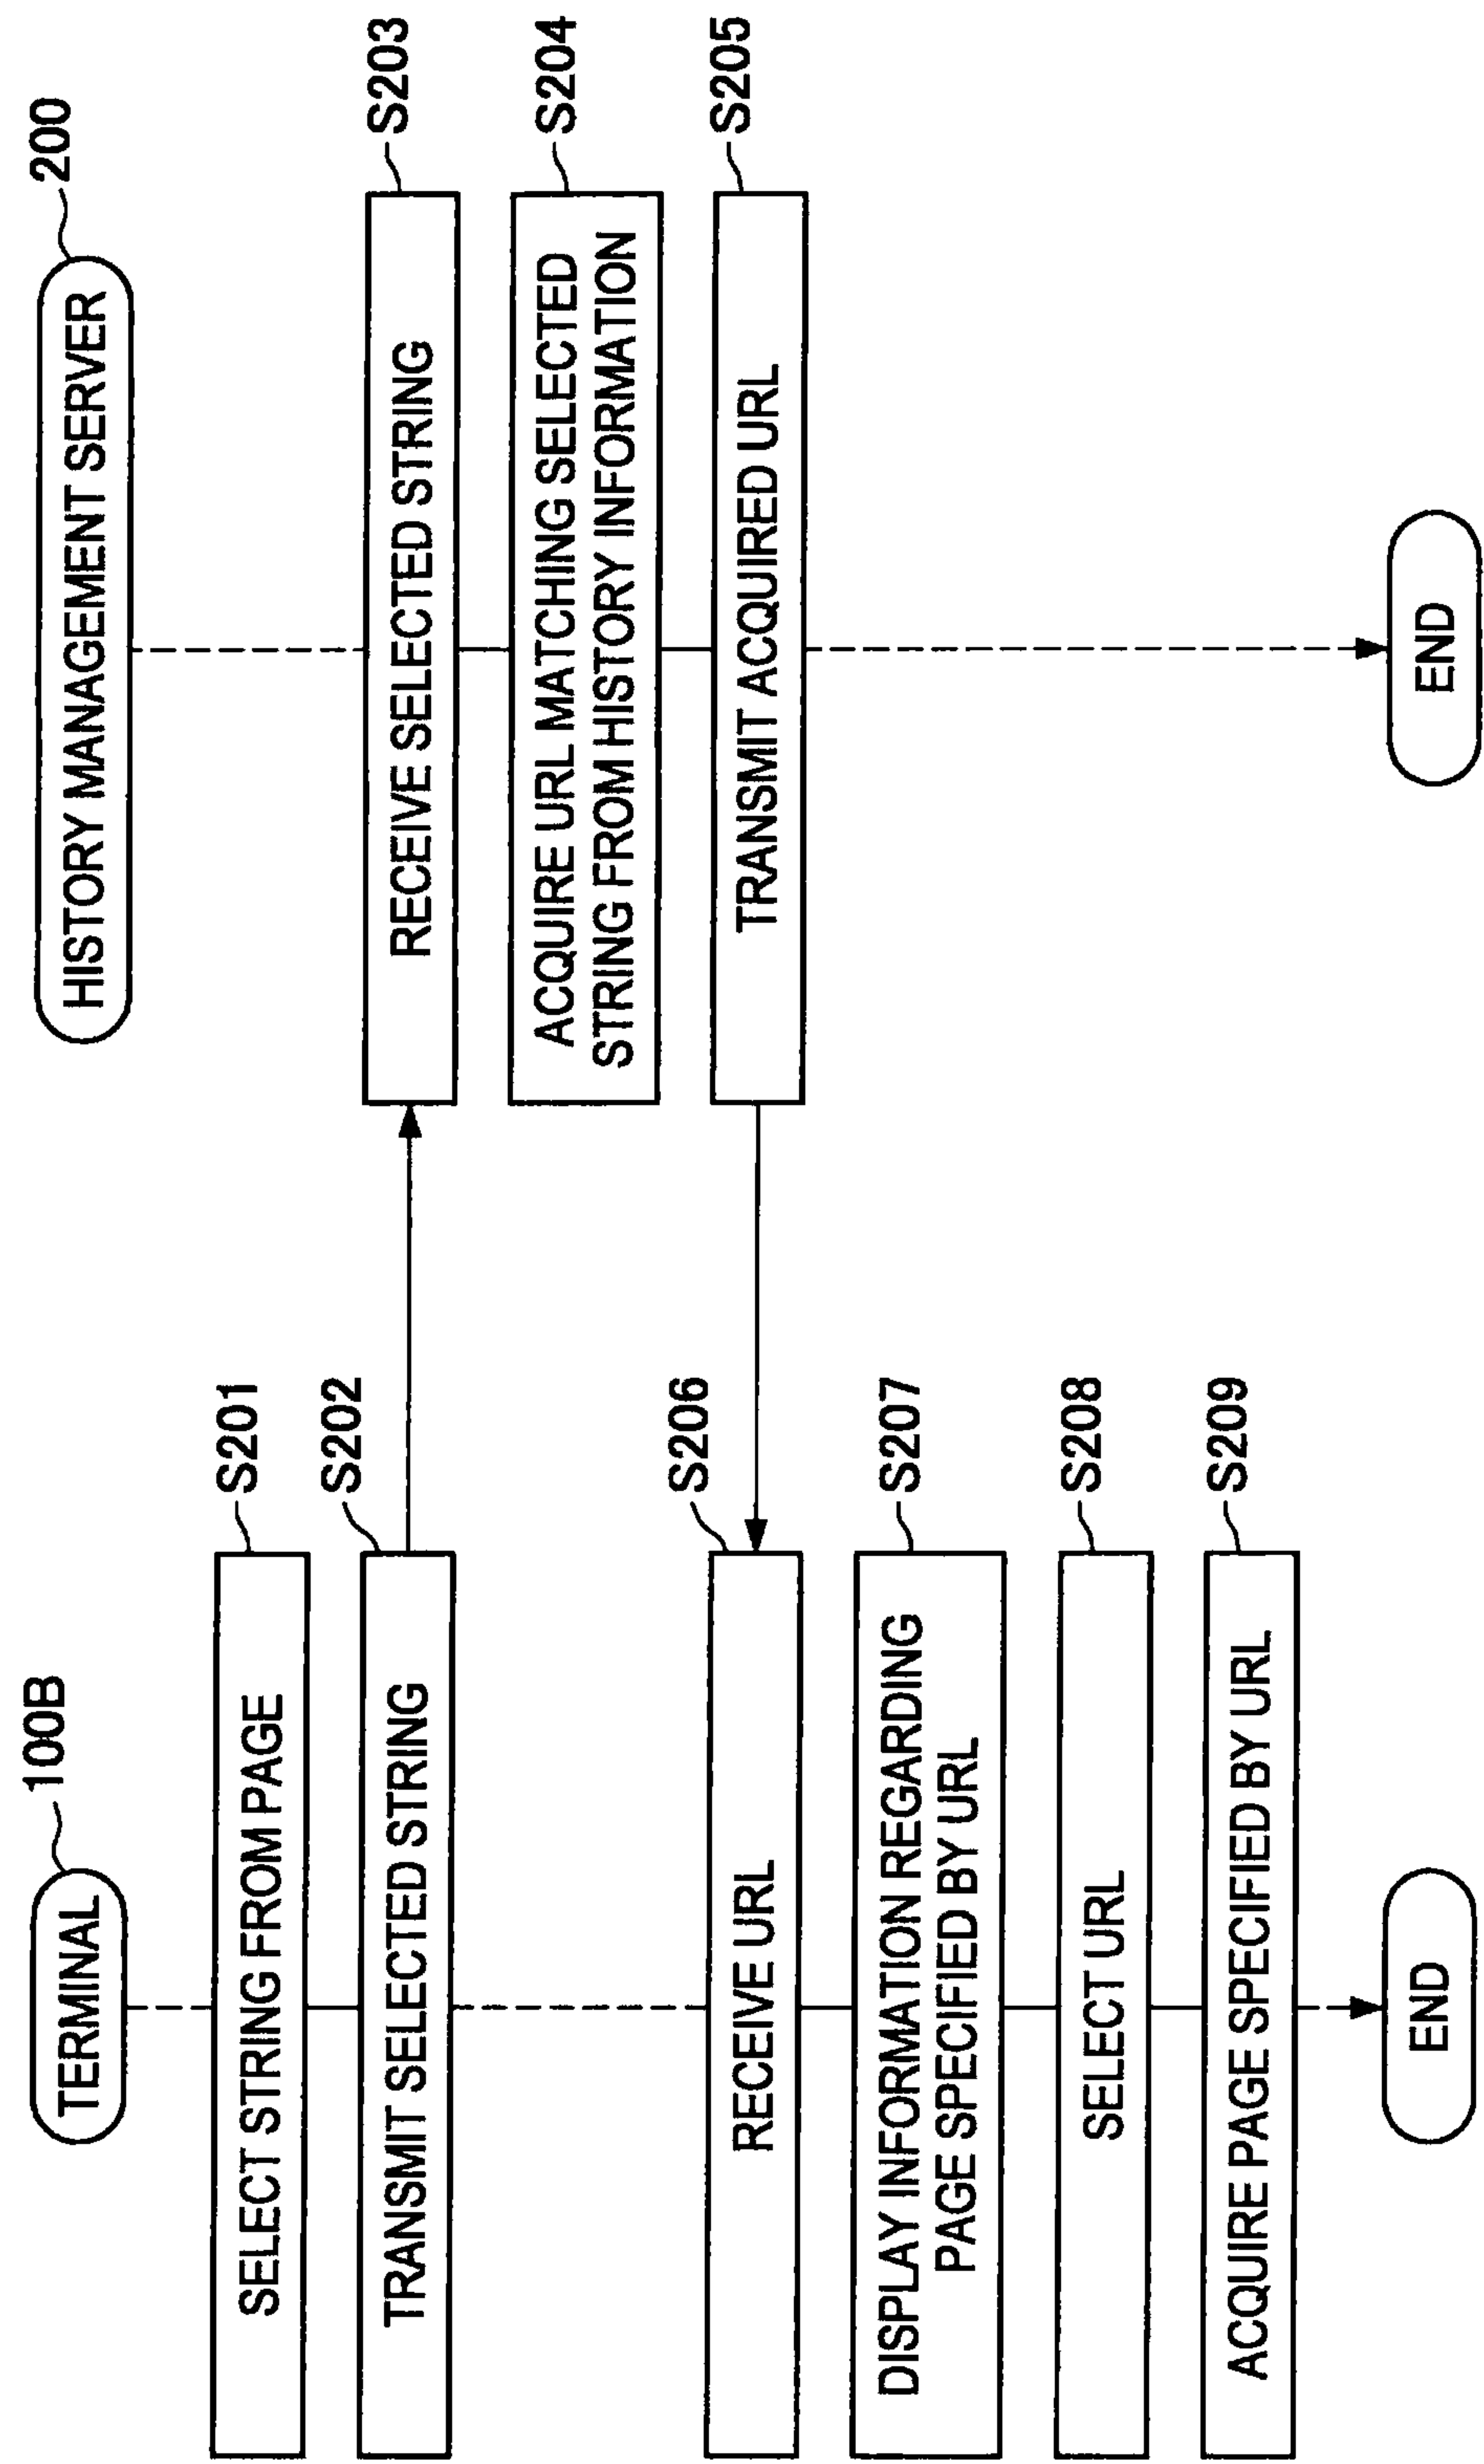 100B
TERMINAL
S201
SELECT STRING FROM PAGE
S202
TRANSMIT SELECTED STRING
S206
RECEIVE URL
S207
DISPLAY INFORMATION REGARDING
PAGE SPECIFIED BY URL
S208
SELECT URL
S209
ACQUIRE PAGE SPECIFIED BY URL
END
200
HISTORY MANAGEMENT SERVER
S203
RECEIVE SELECTED STRING
S204
ACQUIRE URL MATCHING SELECTED
STRING FROM HISTORY INFORMATION
S205
TRANSMIT ACQUIRED URL
END